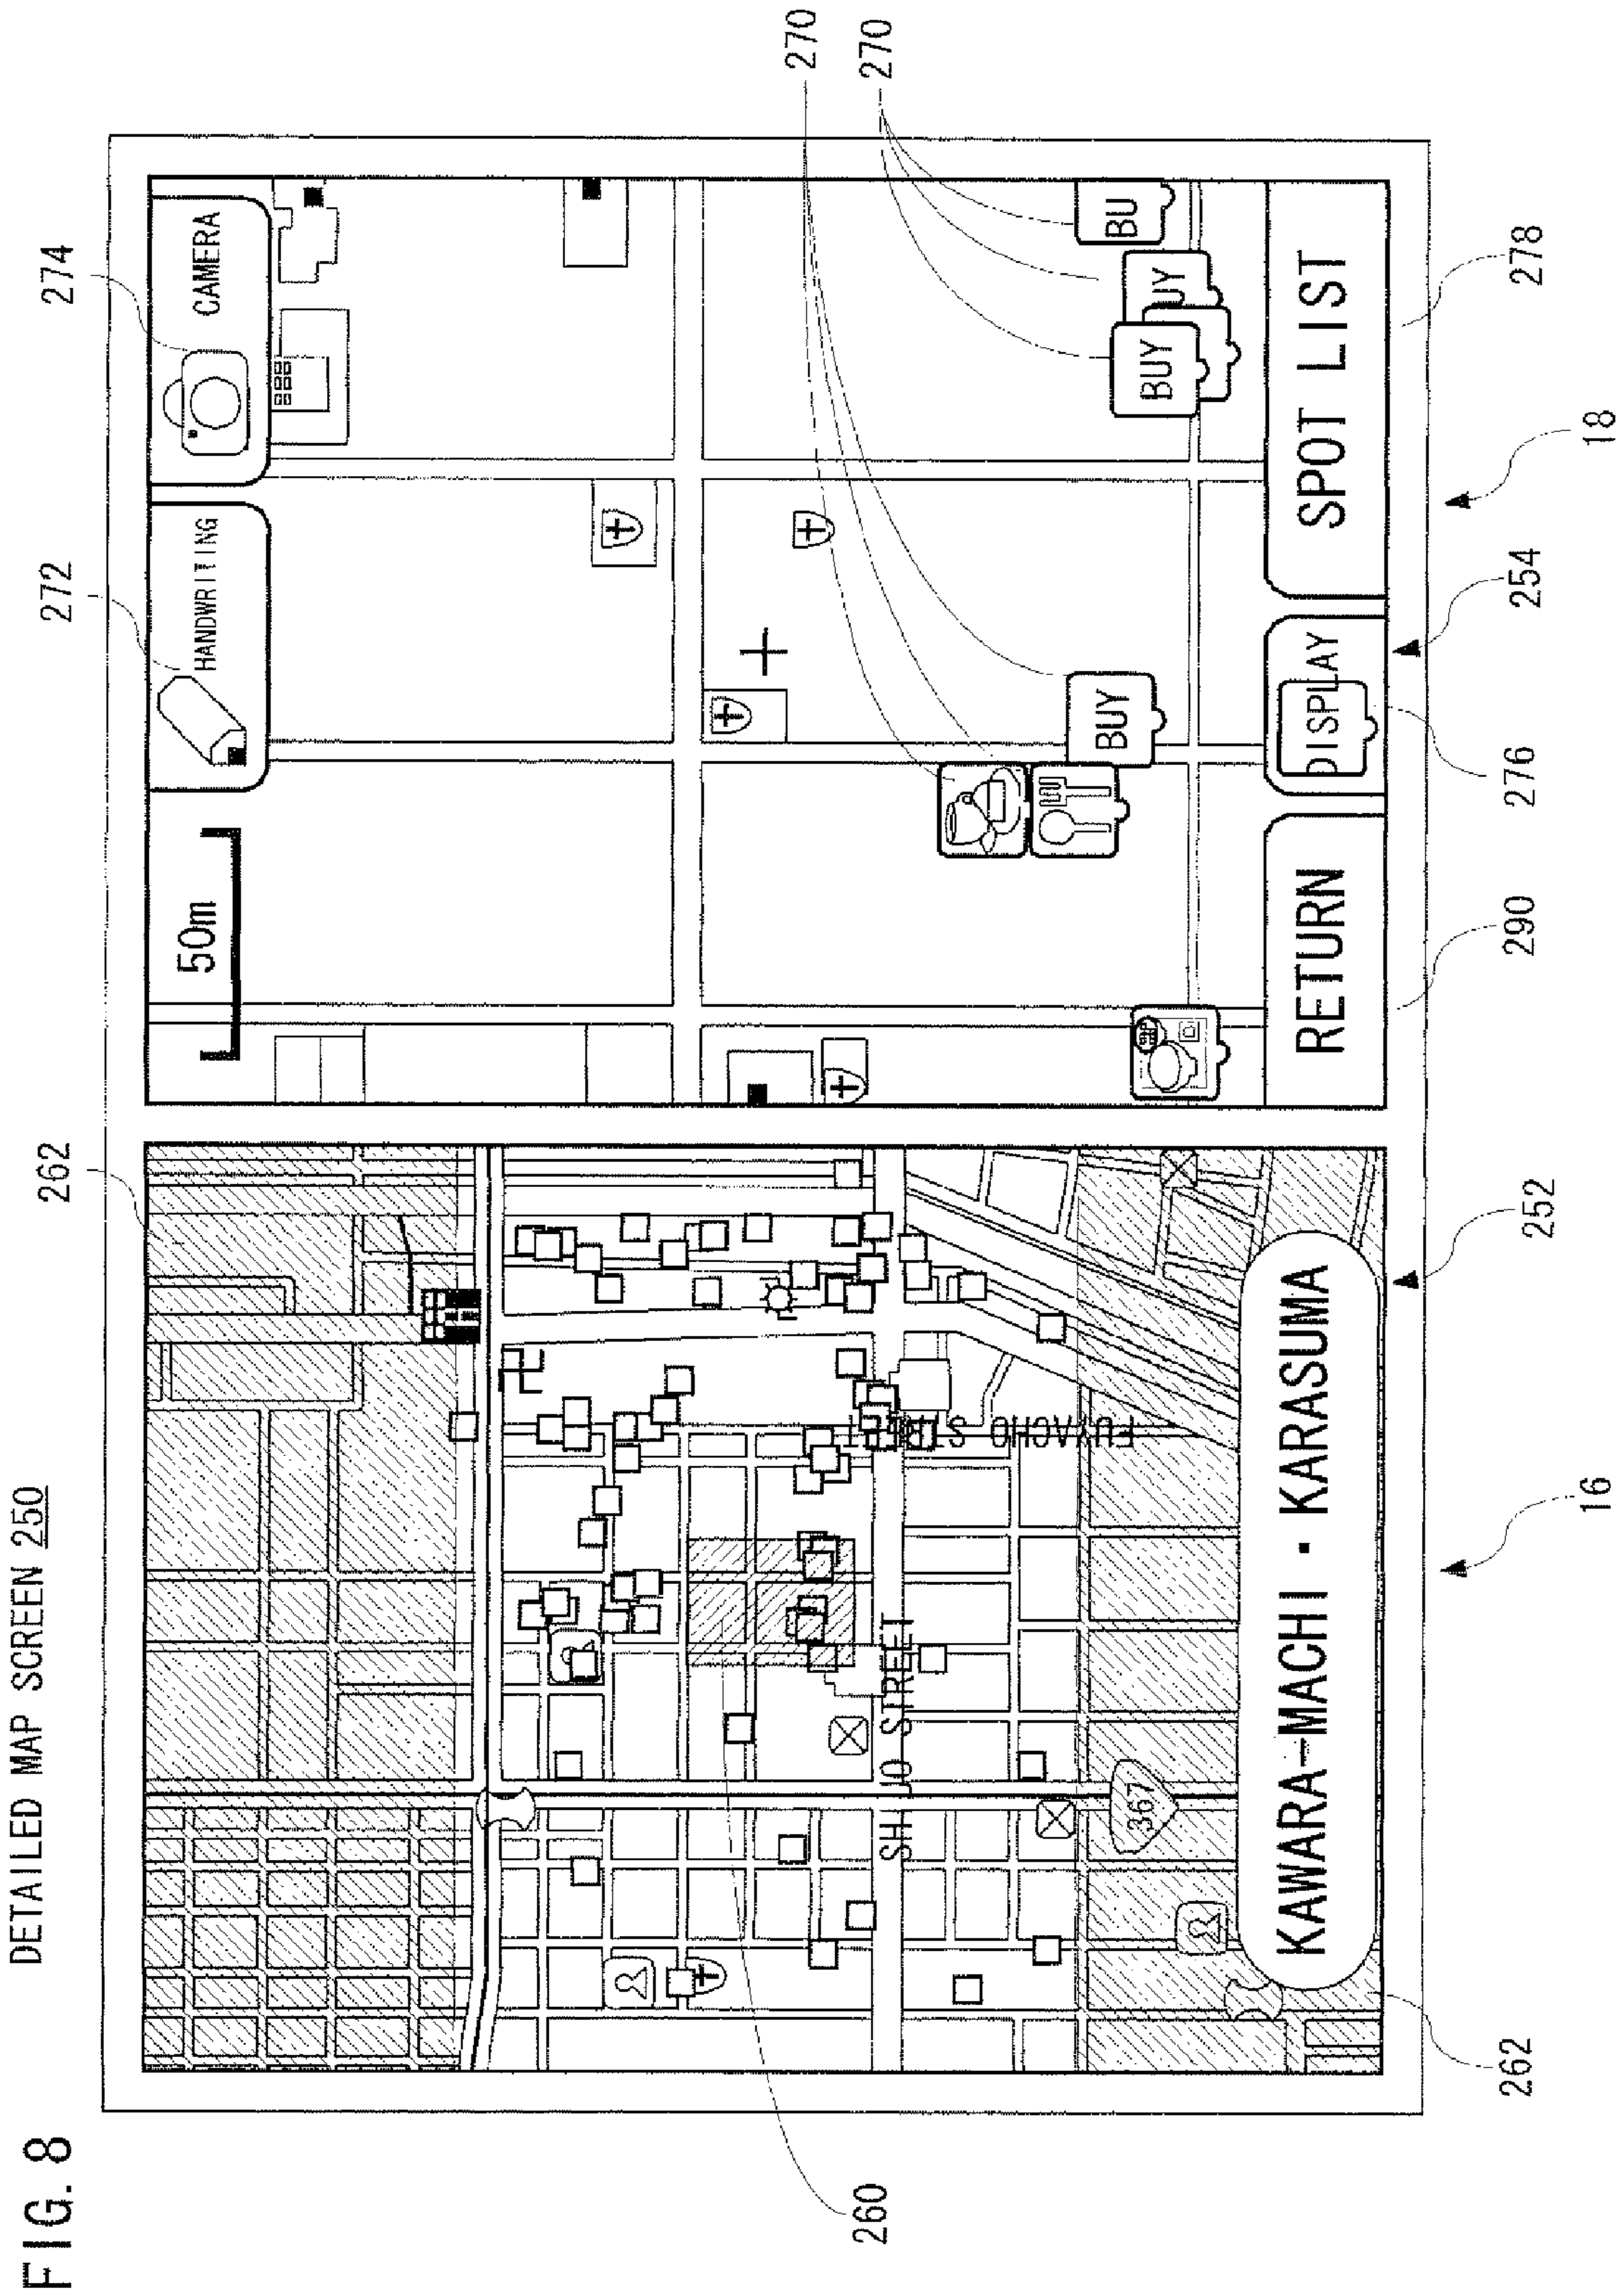 FIG. 8
DETAILED MAP SCREEN 250
262
272
274
50m
HANDWRITING
CAMERA
270
270
367
SHIJO STREET
FUYACHO STREET
KAWARA-MACHI・KARASUMA
BUY
BUY
UY
BU
RETURN
DISPLAY
SPOT LIST
260
262
16
252
290
276
254
18
278